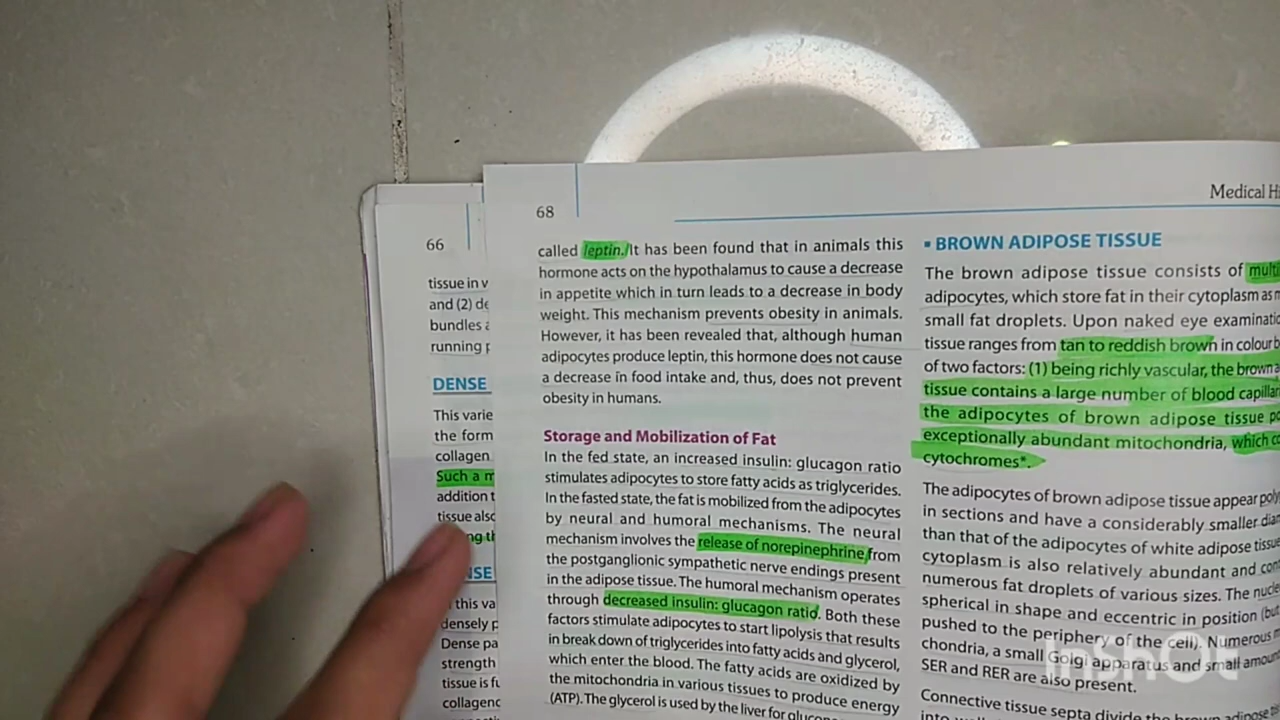 66
tissue in
and (2)
bundles
running
DENSE
This varie
the form
collagen
Such a
addition
tissue also
DENSE
this va
densely
Dense
strength
tissue is
collagen
68
called leptin. It has been found that in animals this
hormone acts on the hypothalamus to cause a decrease
in appetite which in turn leads to a decrease in body
weight. This mechanism prevents obesity in animals.
However, it has been revealed that, although human
adipocytes produce leptin, this hormone does not cause
a decrease in food intake and, thus, does not prevent
obesity in humans.
Storage and Mobilization of Fat
In the fed state, an increased insulin: glucagon ratio
stimulates adipocytes to store fatty acids as triglycerides.
In the fasted state, the fat is mobilized from the adipocytes
by neural and humoral mechanisms. The neural
mechanism involves the release of norepinephrine from
the postganglionic sympathetic nerve endings present
in the adipose tissue. The humoral mechanism operates
through decreased insulin: glucagon ratio. Both these
factors stimulate adipocytes to start lipolysis that results
in break down of triglycerides into fatty acids and glycerol,
which enter the blood. The fatty acids are oxidized by
the mitochondria in various tissues to produce energy
(ATP). The glycerol is used by the liver for
Medical
▪ BROWN ADIPOSE TISSUE
The brown adipose tissue consists of
adipocytes, which store fat in their cytoplasm as
small fat droplets. Upon naked eye
tissue ranges from tan to reddish brown in colour
of two factors: (1) being richly vascular, the brown
tissue contains a large number of blood
the adipocytes of brown adipose tissue
exceptionally abundant mitochondria, which
cytochromes*.
The adipocytes of brown adipose tissue appear
in sections and have a considerably smaller
than that of the adipocytes of white adipose tissue
cytoplasm is also relatively abundant and
numerous fat droplets of various sizes. The
spherical in shape and eccentric in position
pushed to the periphery of the cell). Numerous
chondria, a small Golgi apparatus and small
SER and RER are also present.
Connective tissue septa divide the brown
InShOt